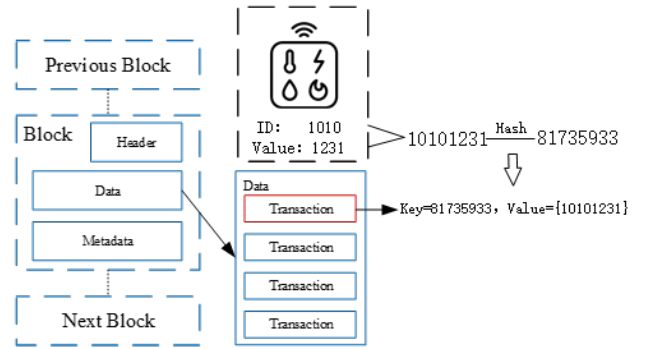 Previous Block
Block
Header
Data
Metadata
Next Block
ID: 1010
Value: 1231
10101231 Hash 81735933
Data
Transaction
Key=81735933, Value={10101231}
Transaction
Transaction
Transaction